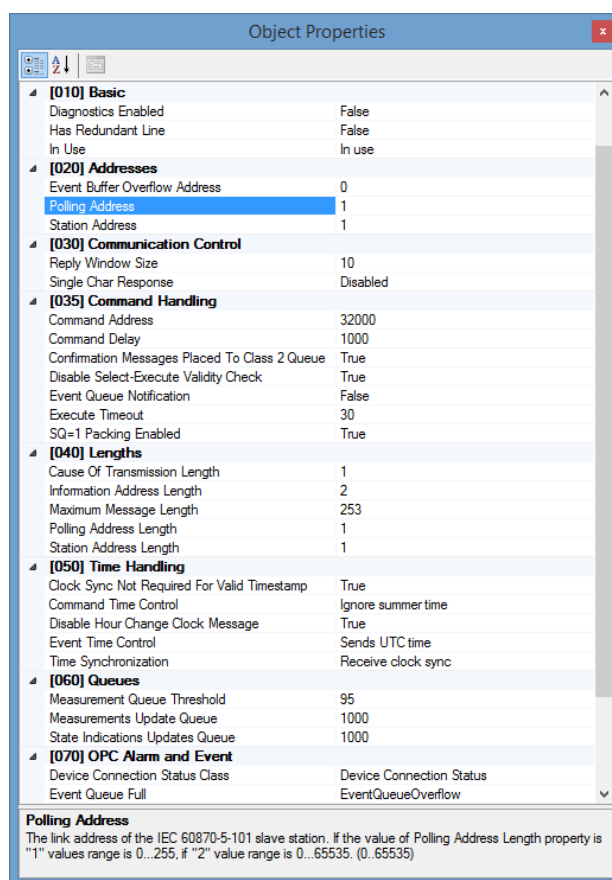 Object Properties
x
A
Z
[010] Basic
Diagnostics Enabled False
Has Redundant Line False
In Use In use
[020] Addresses
Event Buffer Overflow Address 0
Polling Address 1
Station Address 1
[030] Communication Control
Reply Window Size 10
Single Char Response Disabled
[035] Command Handling
Command Address 32000
Command Delay 1000
Confirmation Messages Placed To Class 2 Queue True
Disable Select-Execute Validity Check True
Event Queue Notification False
Execute Timeout 30
SQ=1 Packing Enabled True
[040] Lengths
Cause Of Transmission Length 1
Information Address Length 2
Maximum Message Length 253
Polling Address Length 1
Station Address Length 1
[050] Time Handling
Clock Sync Not Required For Valid Timestamp True
Command Time Control Ignore summer time
Disable Hour Change Clock Message True
Event Time Control Sends UTC time
Time Synchronization Receive clock sync
[060] Queues
Measurement Queue Threshold 95
Measurements Update Queue 1000
State Indications Updates Queue 1000
[070] OPC Alarm and Event
Device Connection Status Class Device Connection Status
Event Queue Full EventQueueOverflow
Polling Address
The link address of the IEC 60870-5-101 slave station. If the value of Polling Address Length property is
"1" values range is 0...255, if "2" value range is 0...65535. (0..65535)